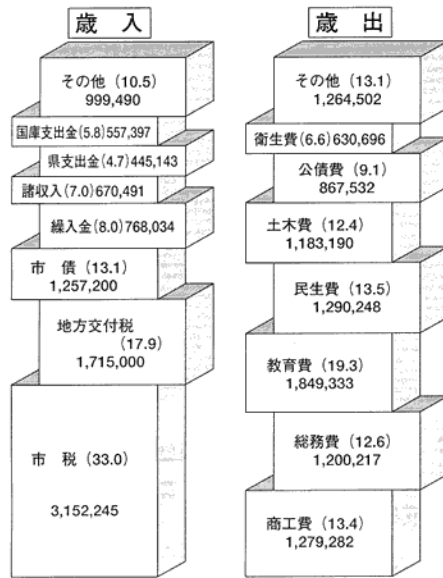 歳入
その他 (10.5)
999,490
国庫支出金(5.8)557,397
県支出金(4.7)445,143
諸収入(7.0)670,491
繰入金(8.0)768,034
市 債 (13.1)
1,257,200
地方交付税
(17.9)
1,715,000
市 税 (33.0)
3,152,245
歳出
その他 (13.1)
1,264,502
衛生費(6.6)630,696
公債費 (9.1)
867,532
土木費 (12.4)
1,183,190
民生費 (13.5)
1,290,248
教育費 (19.3)
1,849,333
総務費 (12.6)
1,200,217
商工費 (13.4)
1,279,282